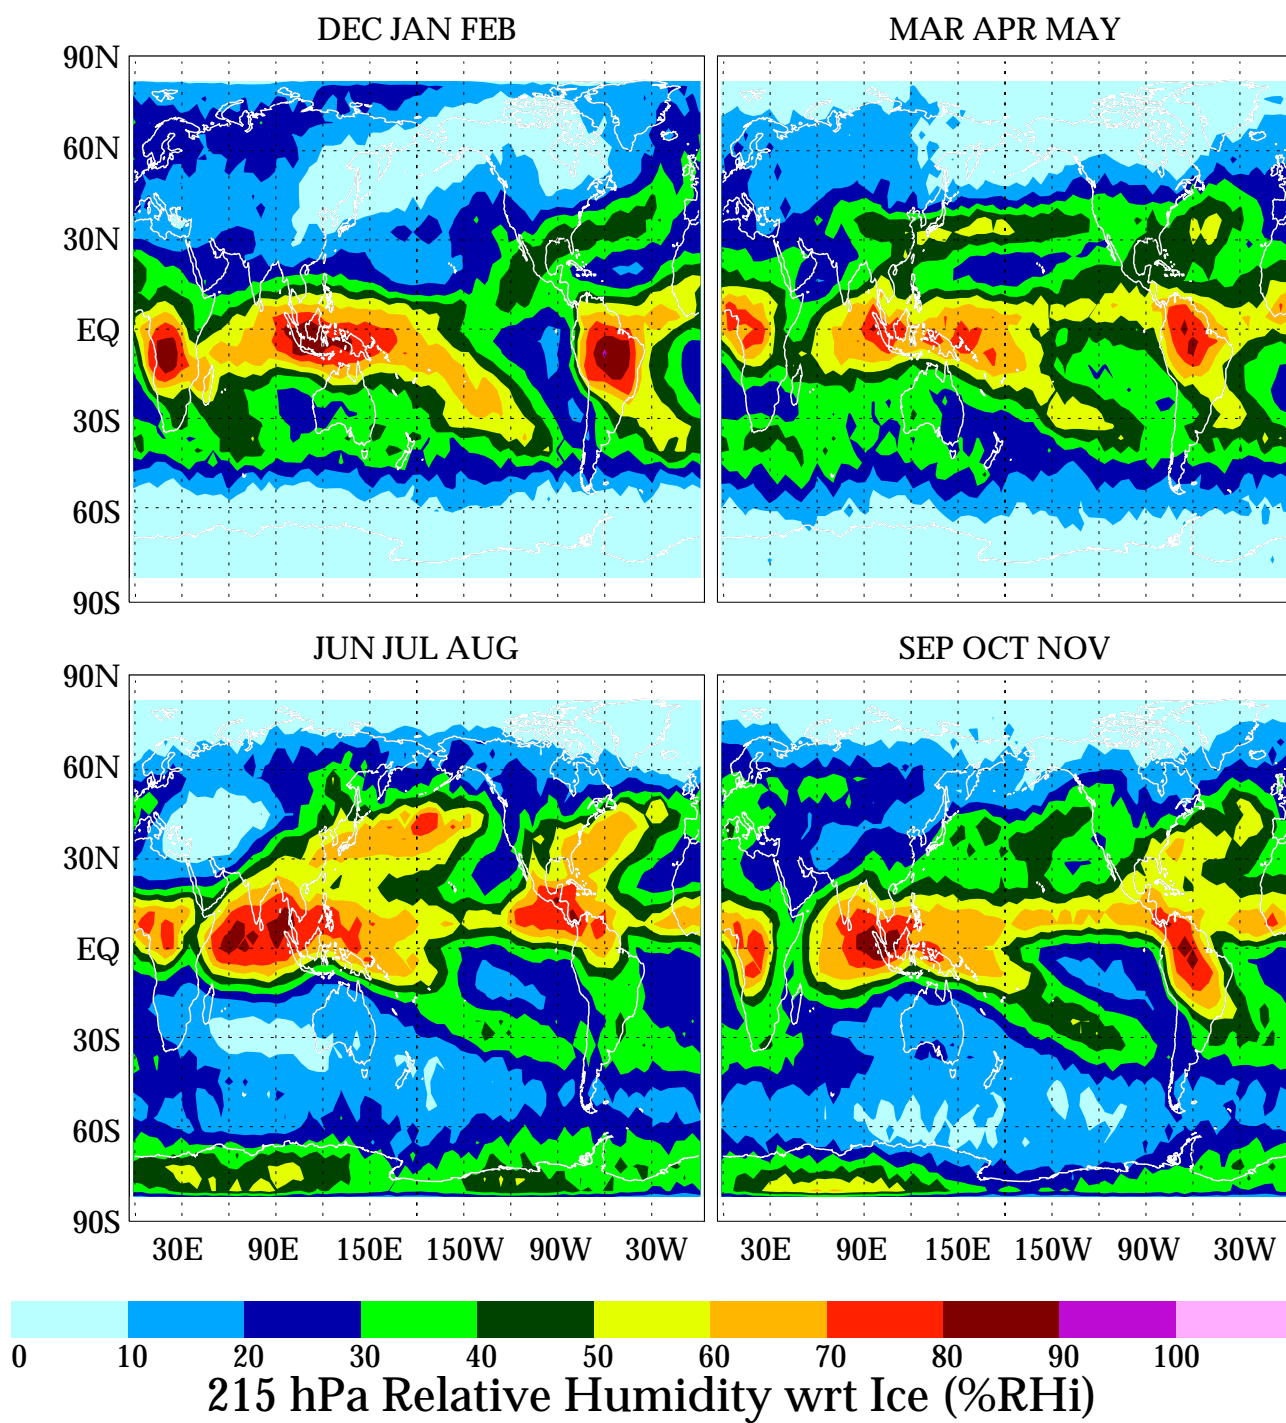 DEC JAN FEB
MAR APR MAY
90N
60N
30N
EQ
30S
60S
90S
JUN JUL AUG
SEP OCT NOV
90N
60N
30N
EQ
30S
60S
90S
30E 90E 150E 150W 90W 30W
30E 90E 150E 150W 90W 30W
0 10 20 30 40 50 60 70 80 90 100
215 hPa Relative Humidity wrt Ice (%RHi)